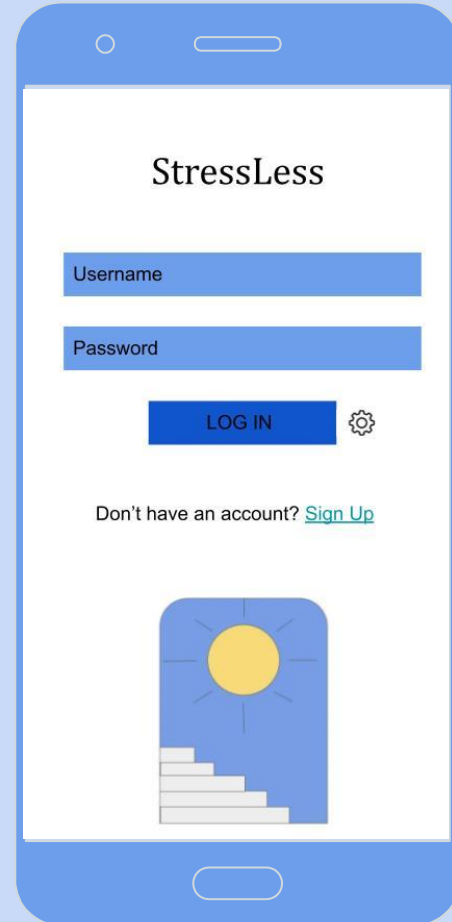 StressLess
Username
Password
LOG IN
Don’t have an account? Sign Up